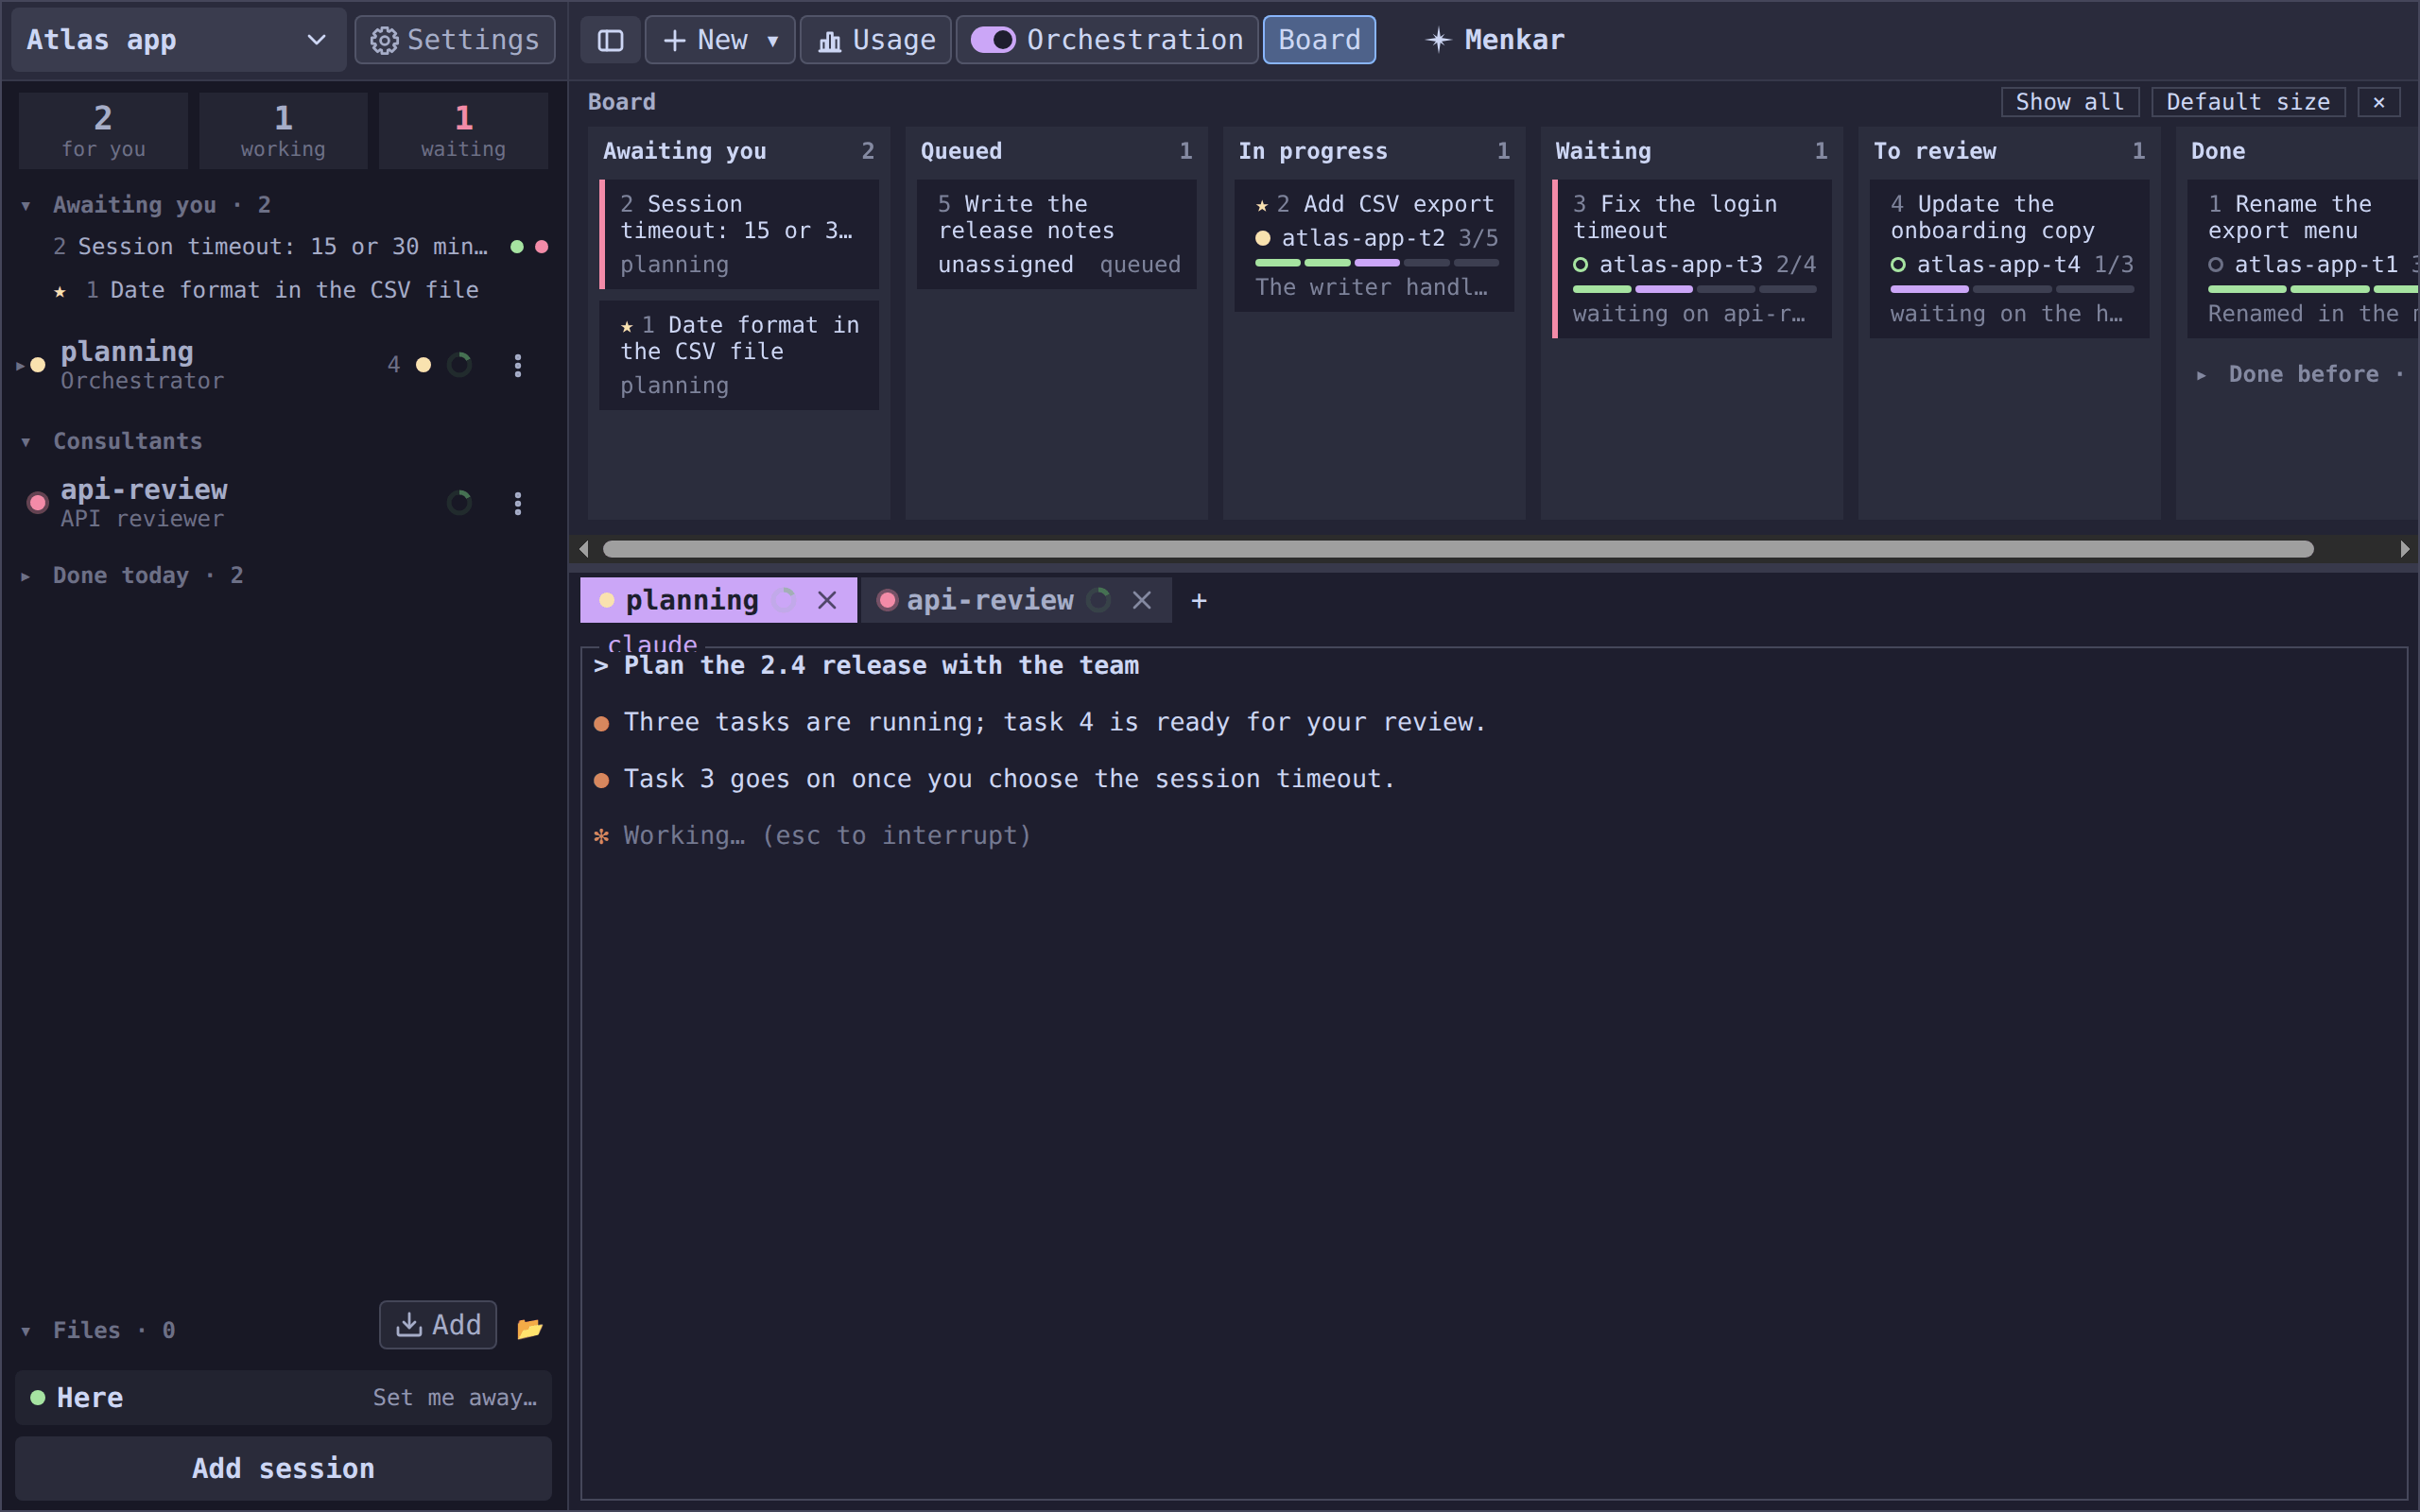 Atlas app
Settings
New
Usage
Orchestration
Board
Menkar
2
for you
1
working
1
waiting
Awaiting you · 2
2 Session timeout: 15 or 30 min…
★ 1 Date format in the CSV file
planning
Orchestrator
4
Consultants
api-review
API reviewer
Done today · 2
Files · 0
Add
Here
Set me away…
Add session
Board
Show all
Default size
×
Awaiting you 2
2 Session
timeout: 15 or 3…
planning
★ 1 Date format in
the CSV file
planning
Queued 1
5 Write the
release notes
unassigned queued
In progress 1
★ 2 Add CSV export
atlas-app-t2 3/5
The writer handl…
Waiting 1
3 Fix the login
timeout
atlas-app-t3 2/4
waiting on api-r…
To review 1
4 Update the
onboarding copy
atlas-app-t4 1/3
waiting on the h…
Done
1 Rename the
export menu
atlas-app-t1
Renamed in the
Done before ·
planning
api-review
+
claude
> Plan the 2.4 release with the team
● Three tasks are running; task 4 is ready for your review.
● Task 3 goes on once you choose the session timeout.
✻ Working… (esc to interrupt)